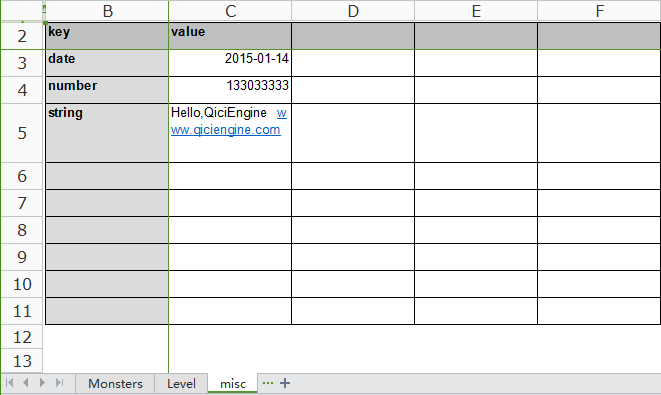 B C D E F
2 key value
3 date 2015-01-14
4 number 133033333
5 string Hello,QiciEngine w
ww.qiciengine.com
6
7
8
9
10
11
12
13
Monsters Level misc ··· +